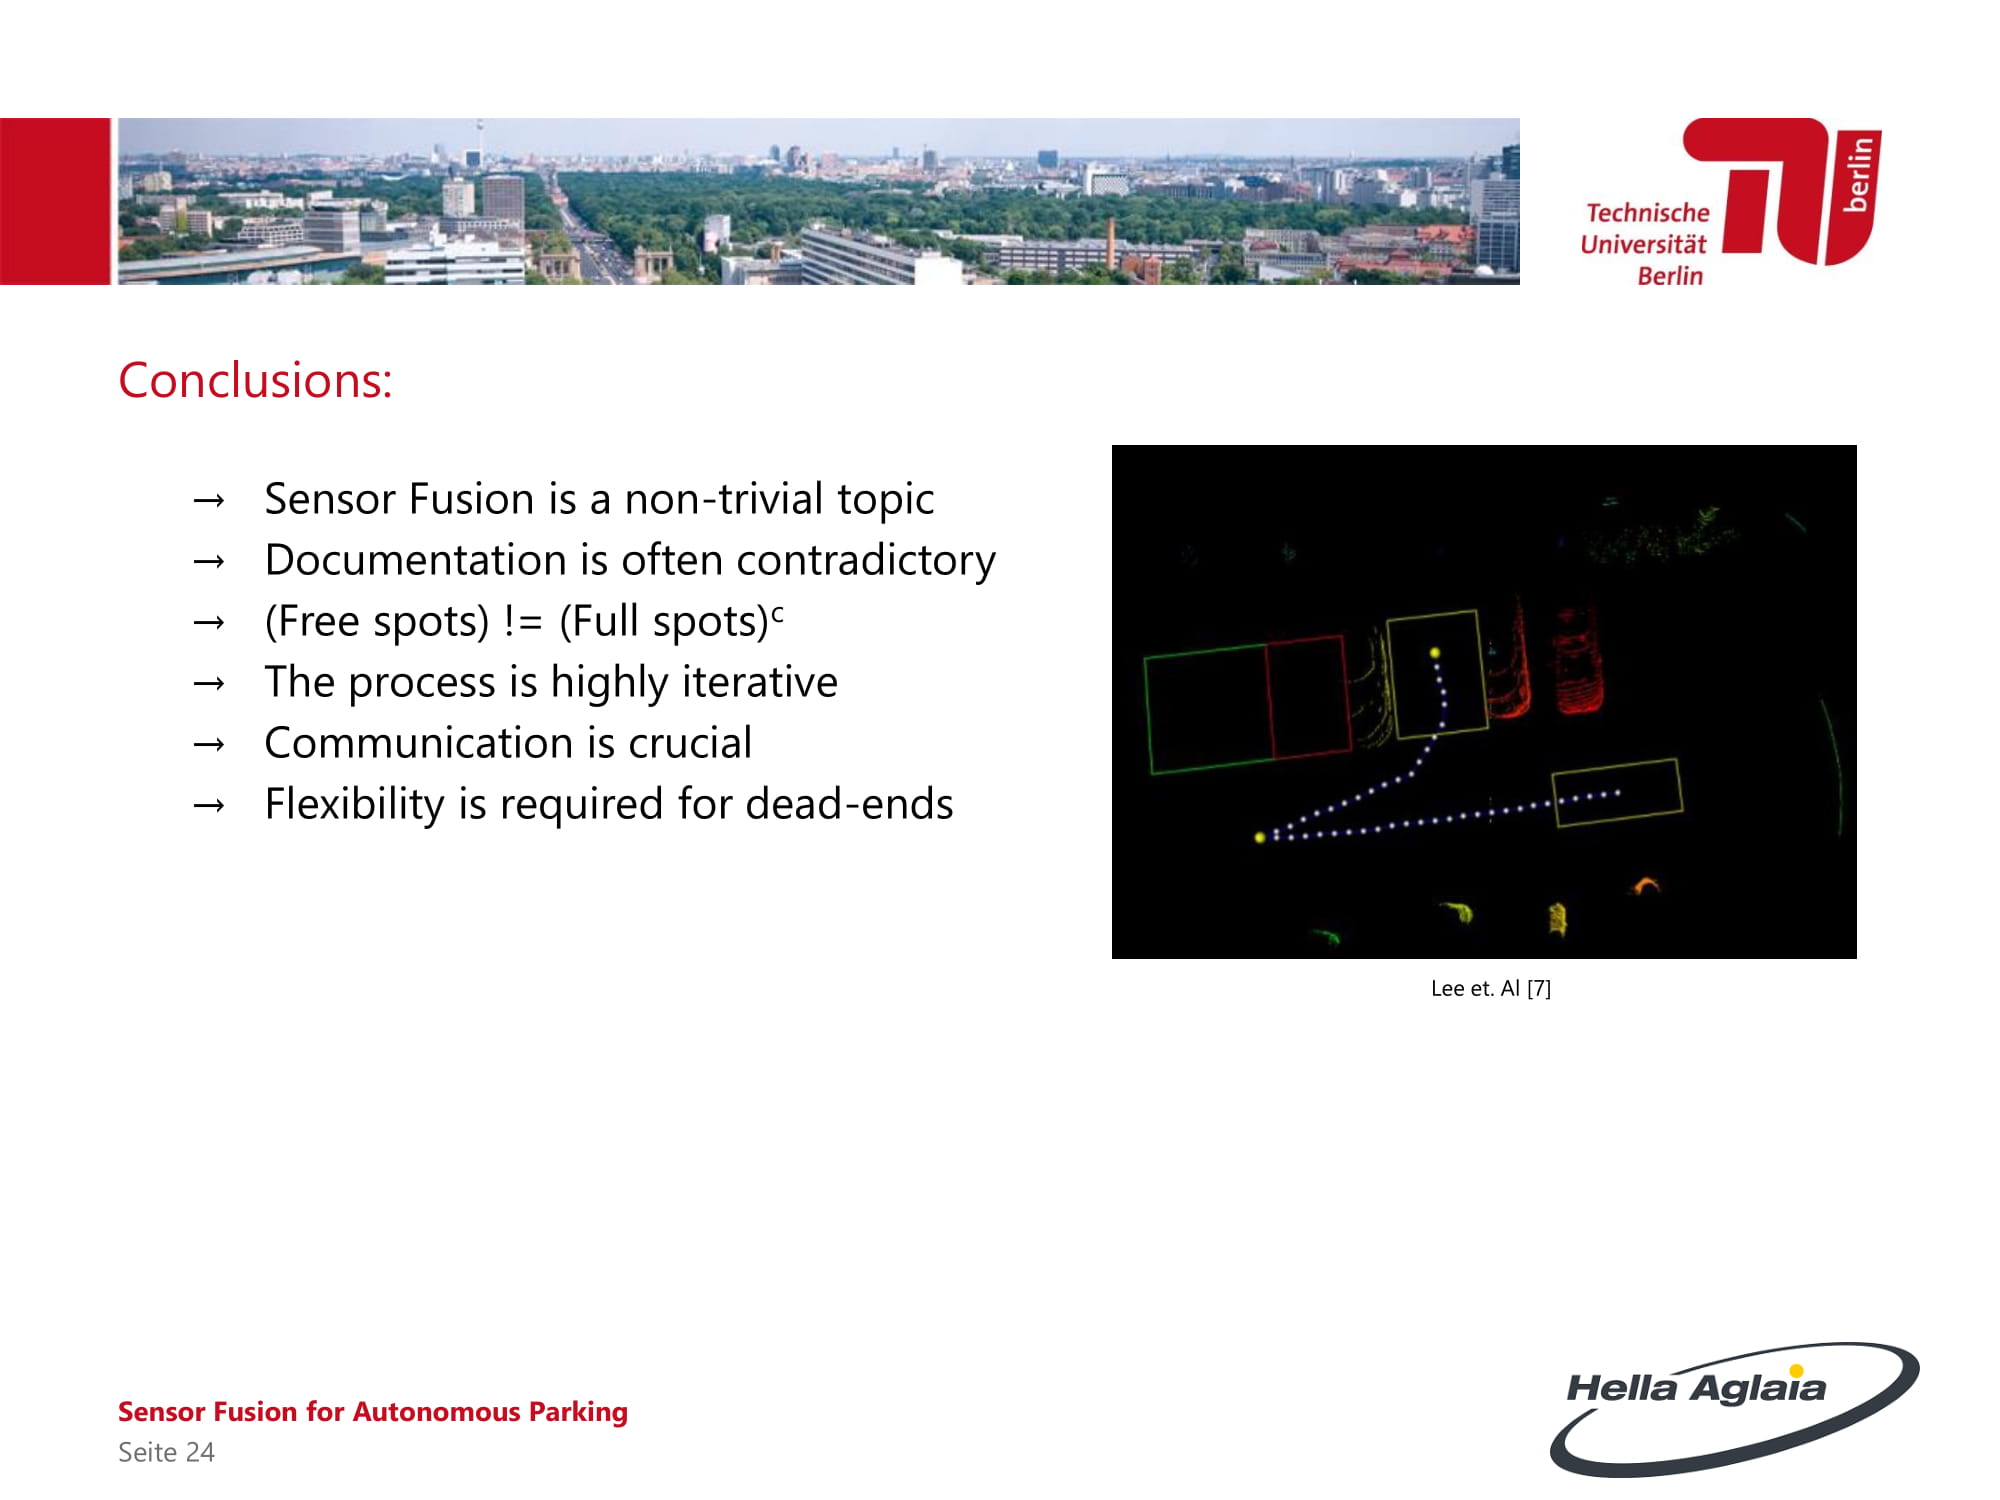 Technische
Universität
Berlin
berlin
Conclusions:
→ Sensor Fusion is a non-trivial topic
→ Documentation is often contradictory
→ (Free spots) != (Full spots)ᶜ
→ The process is highly iterative
→ Communication is crucial
→ Flexibility is required for dead-ends
Lee et. Al [7]
Sensor Fusion for Autonomous Parking
Seite 24
Hella Aglaia